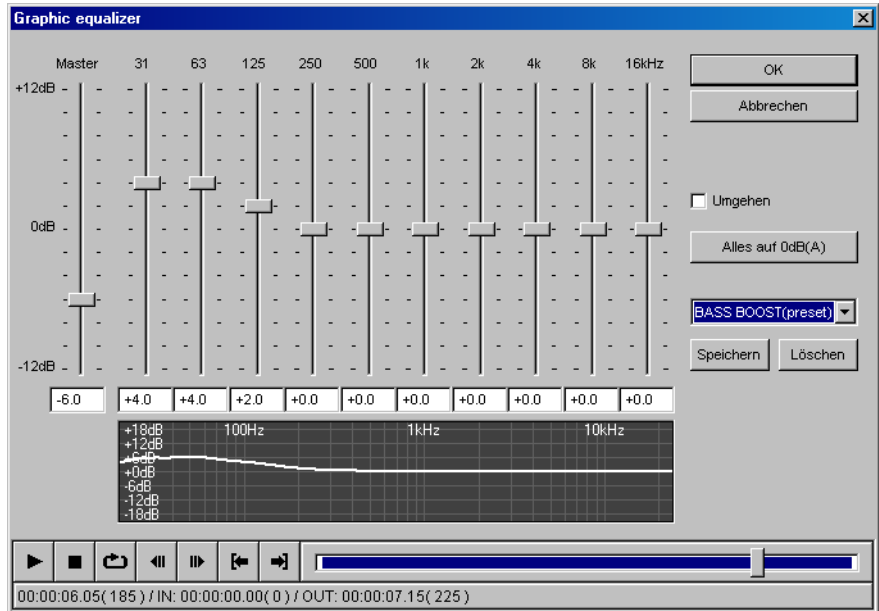 Graphic equalizer
Master 31 63 125 250 500 1k 2k 4k 8k 16kHz
+12dB
0dB
-12dB
-6.0 +4.0 +4.0 +2.0 +0.0 +0.0 +0.0 +0.0 +0.0 +0.0 +0.0
OK
Abbrechen
Umgehen
Alles auf 0dB(A)
BASS BOOST(preset)
Speichern Löschen
+18dB 100Hz 1kHz 10kHz
+12dB
+6dB
+0dB
-6dB
-12dB
-18dB
00:00:06.05( 185 ) / IN: 00:00:00.00( 0 ) / OUT: 00:00:07.15( 225 )